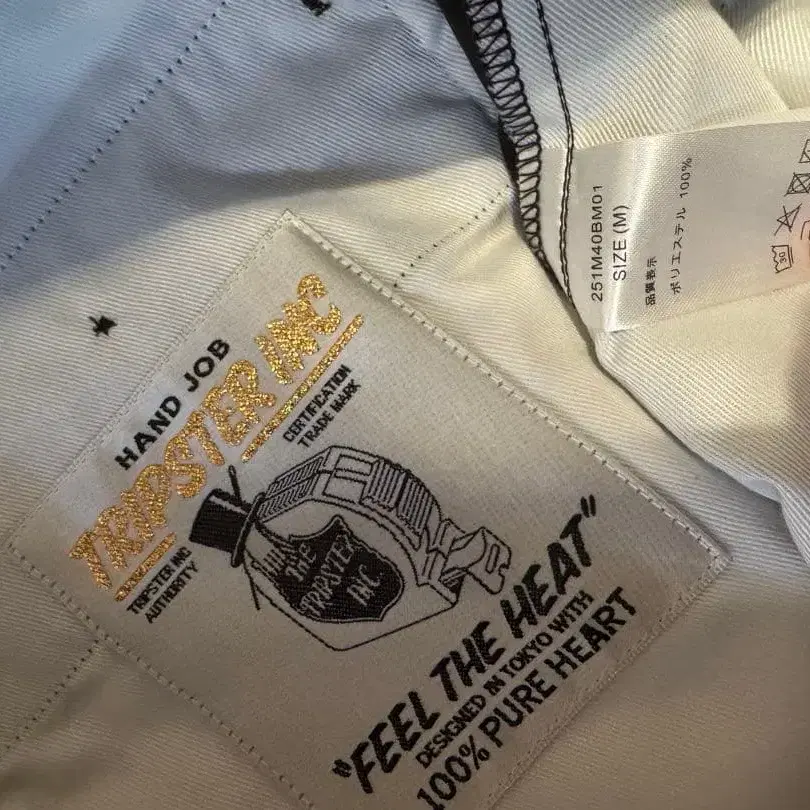 HAND JOB
TRIPSTER INC
CERTIFICATION
TRADE MARK
TRIPSTER INC
AUTHORITY
THE
TRIPSTER
INC.
"FEEL THE HEAT"
DESIGNED IN TOKYO WITH
100% PURE HEART
251M40BM01
SIZE (M)
品質表示
ポリエステル 100%
30